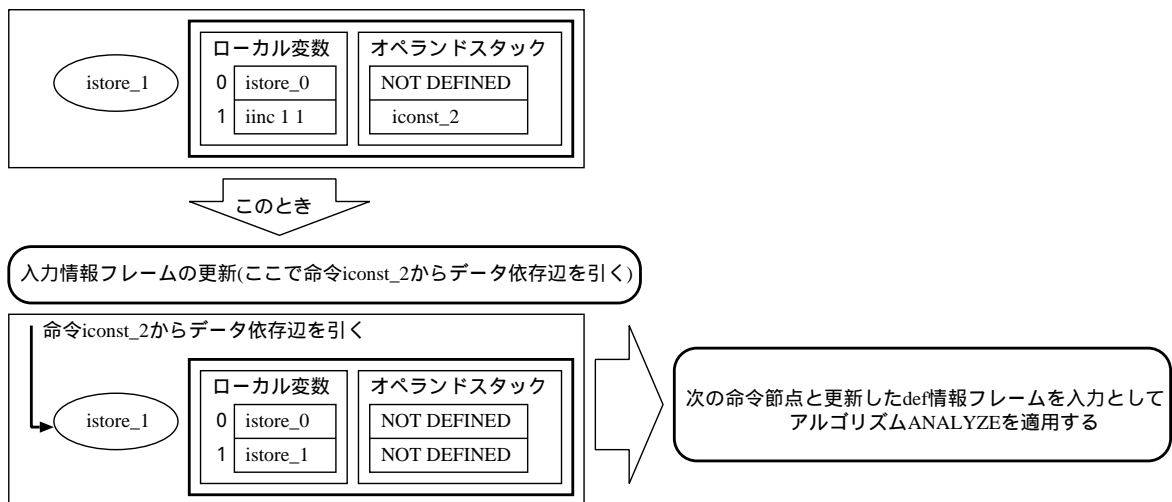 ローカル変数 オペランドスタック
istore_1
0 istore_0 NOT DEFINED
1 iinc 1 1 iconst_2
このとき
入力情報フレームの更新(ここで命令iconst_2からデータ依存辺を引く)
命令iconst_2からデータ依存辺を引く
ローカル変数 オペランドスタック
istore_1
0 istore_0 NOT DEFINED
1 istore_1 NOT DEFINED
次の命令節点と更新したdef情報フレームを入力として
アルゴリズムANALYZEを適用する